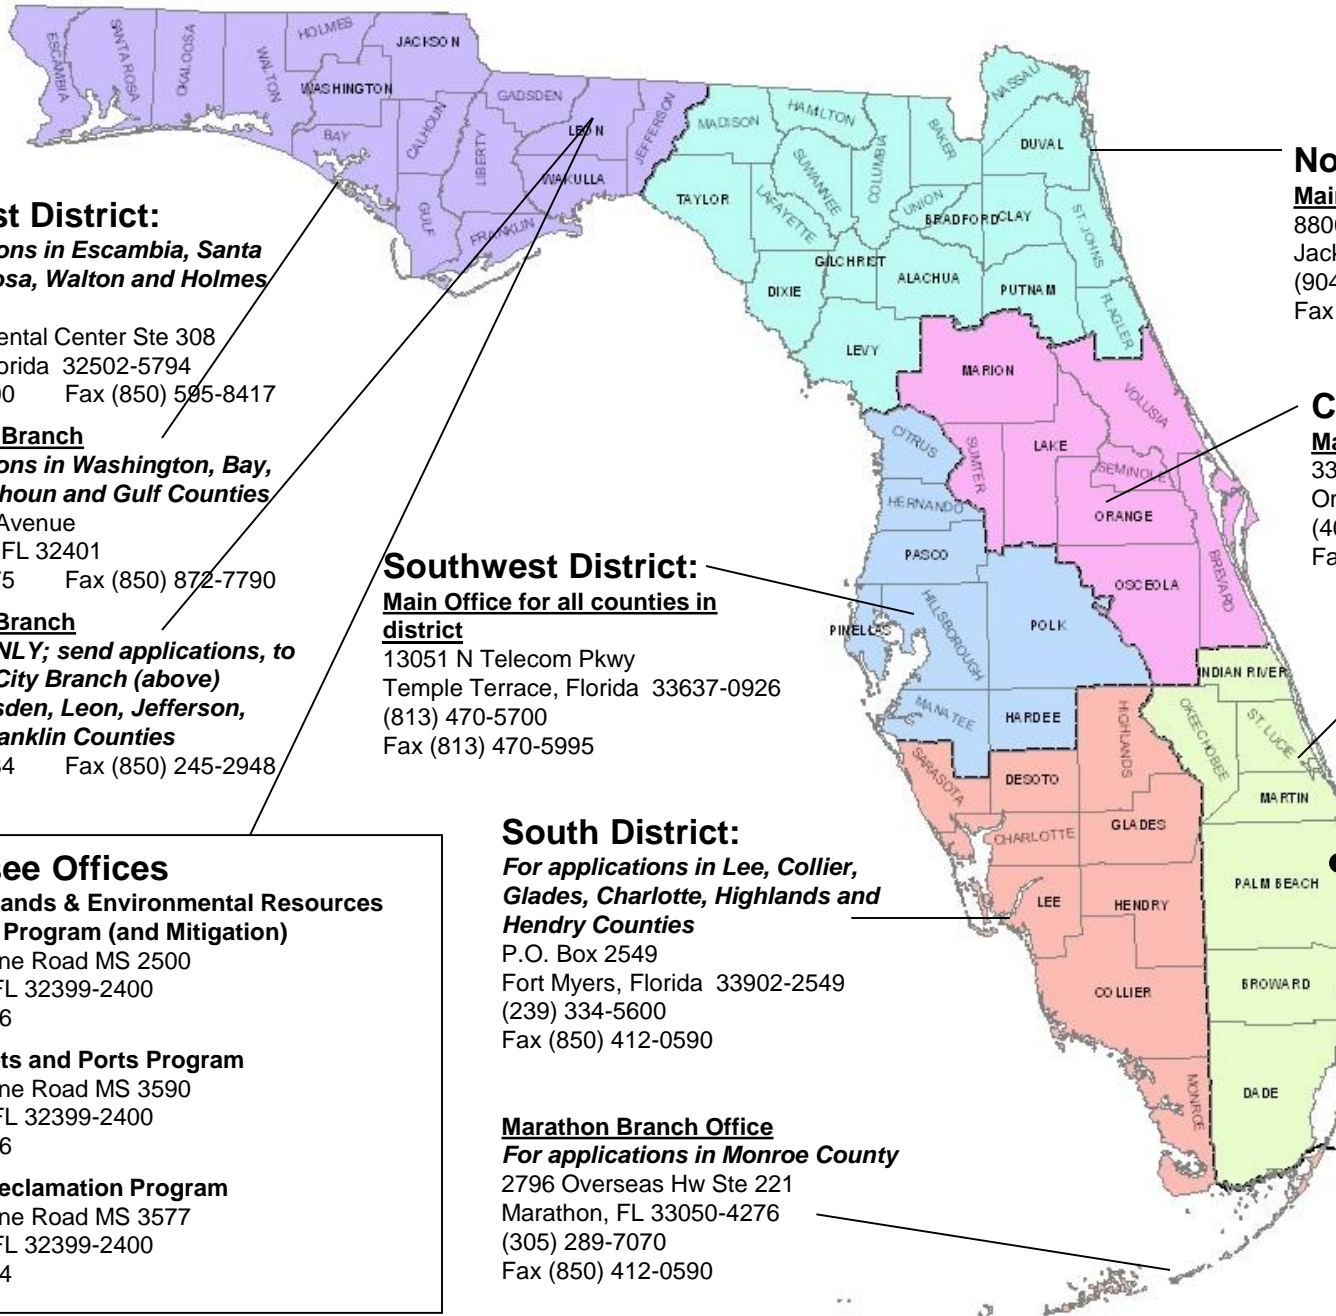 ESCAMBIA
SANTA ROSA
OKALOOSA
WALTON
HOLMES
JACKSON
WASHINGTON
BAY
CALHOUN
GULF
GADSDEN
LIBERTY
LEON
WAKULLA
FRANKLIN
JEFFERSON
MADISON
TAYLOR
HAMILTON
SUWANNEE
LAFAYETTE
DIXIE
COLUMBIA
GILCHRIST
LEVY
BAKER
UNION
BRADFORD
ALACHUA
NASSAU
DUVAL
CLAY
PUTNAM
ST. JOHNS
FLAGLER
MARION
VOLUSIA
SUMTER
LAKE
SEMINOLE
ORANGE
OSCEOLA
BREVARD
CITRUS
HERNANDO
PASCO
PINELLAS
HILLSBOROUGH
POLK
MANATEE
HARDEE
SARASOTA
DESOTO
HIGHLANDS
CHARLOTTE
GLADES
LEE
HENDRY
COLLIER
MONROE
INDIAN RIVER
OKEECHOBEE
ST. LUCIE
MARTIN
PALM BEACH
BROWARD
DADE
st District:
ons in Escambia, Santa
osa, Walton and Holmes
ental Center Ste 308
orida 32502-5794
00 Fax (850) 595-8417
Branch
ons in Washington, Bay,
houn and Gulf Counties
Avenue
FL 32401
75 Fax (850) 872-7790
Branch
NLY; send applications, to
City Branch (above)
sden, Leon, Jefferson,
anklin Counties
34 Fax (850) 245-2948
see Offices
ands & Environmental Resources
Program (and Mitigation)
ne Road MS 2500
FL 32399-2400
6
ts and Ports Program
ne Road MS 3590
FL 32399-2400
6
eclamation Program
ne Road MS 3577
FL 32399-2400
4
Southwest District:
Main Office for all counties in
district
13051 N Telecom Pkwy
Temple Terrace, Florida 33637-0926
(813) 470-5700
Fax (813) 470-5995
South District:
For applications in Lee, Collier,
Glades, Charlotte, Highlands and
Hendry Counties
P.O. Box 2549
Fort Myers, Florida 33902-2549
(239) 334-5600
Fax (850) 412-0590
Marathon Branch Office
For applications in Monroe County
2796 Overseas Hw Ste 221
Marathon, FL 33050-4276
(305) 289-7070
Fax (850) 412-0590
No
Main
880
Jack
(904
Fax
C
Ma
33
Or
(40
Fa